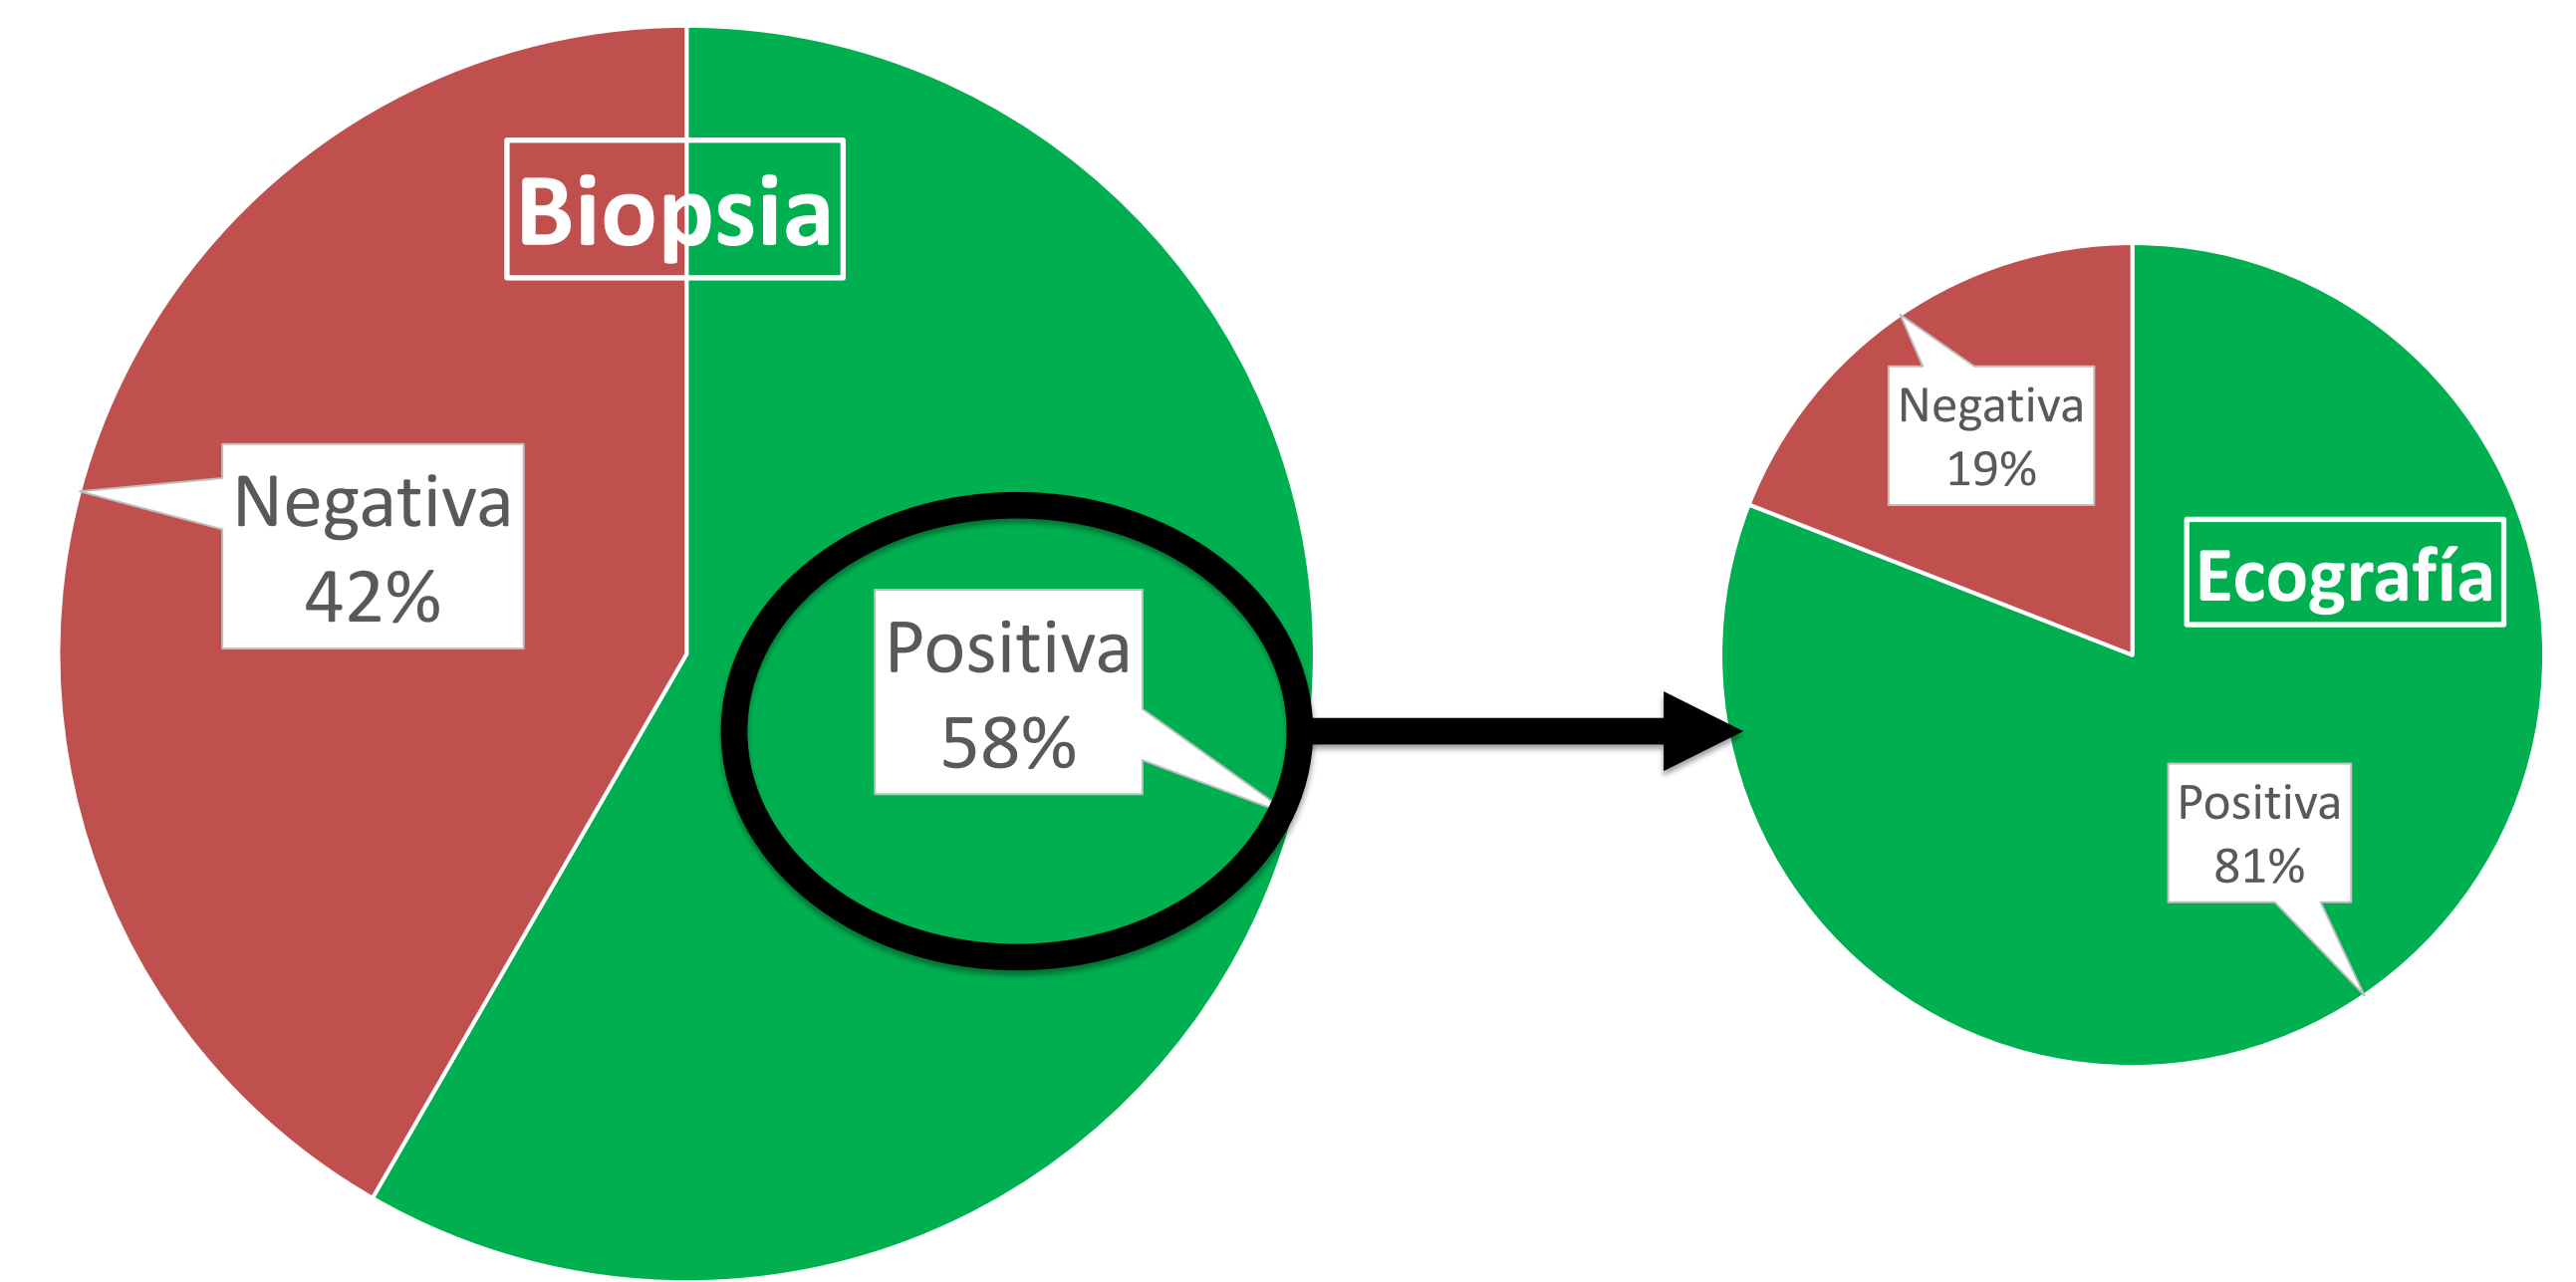 Biopsia
Negativa
42%
Positiva
58%
Negativa
19%
Ecografía
Positiva
81%